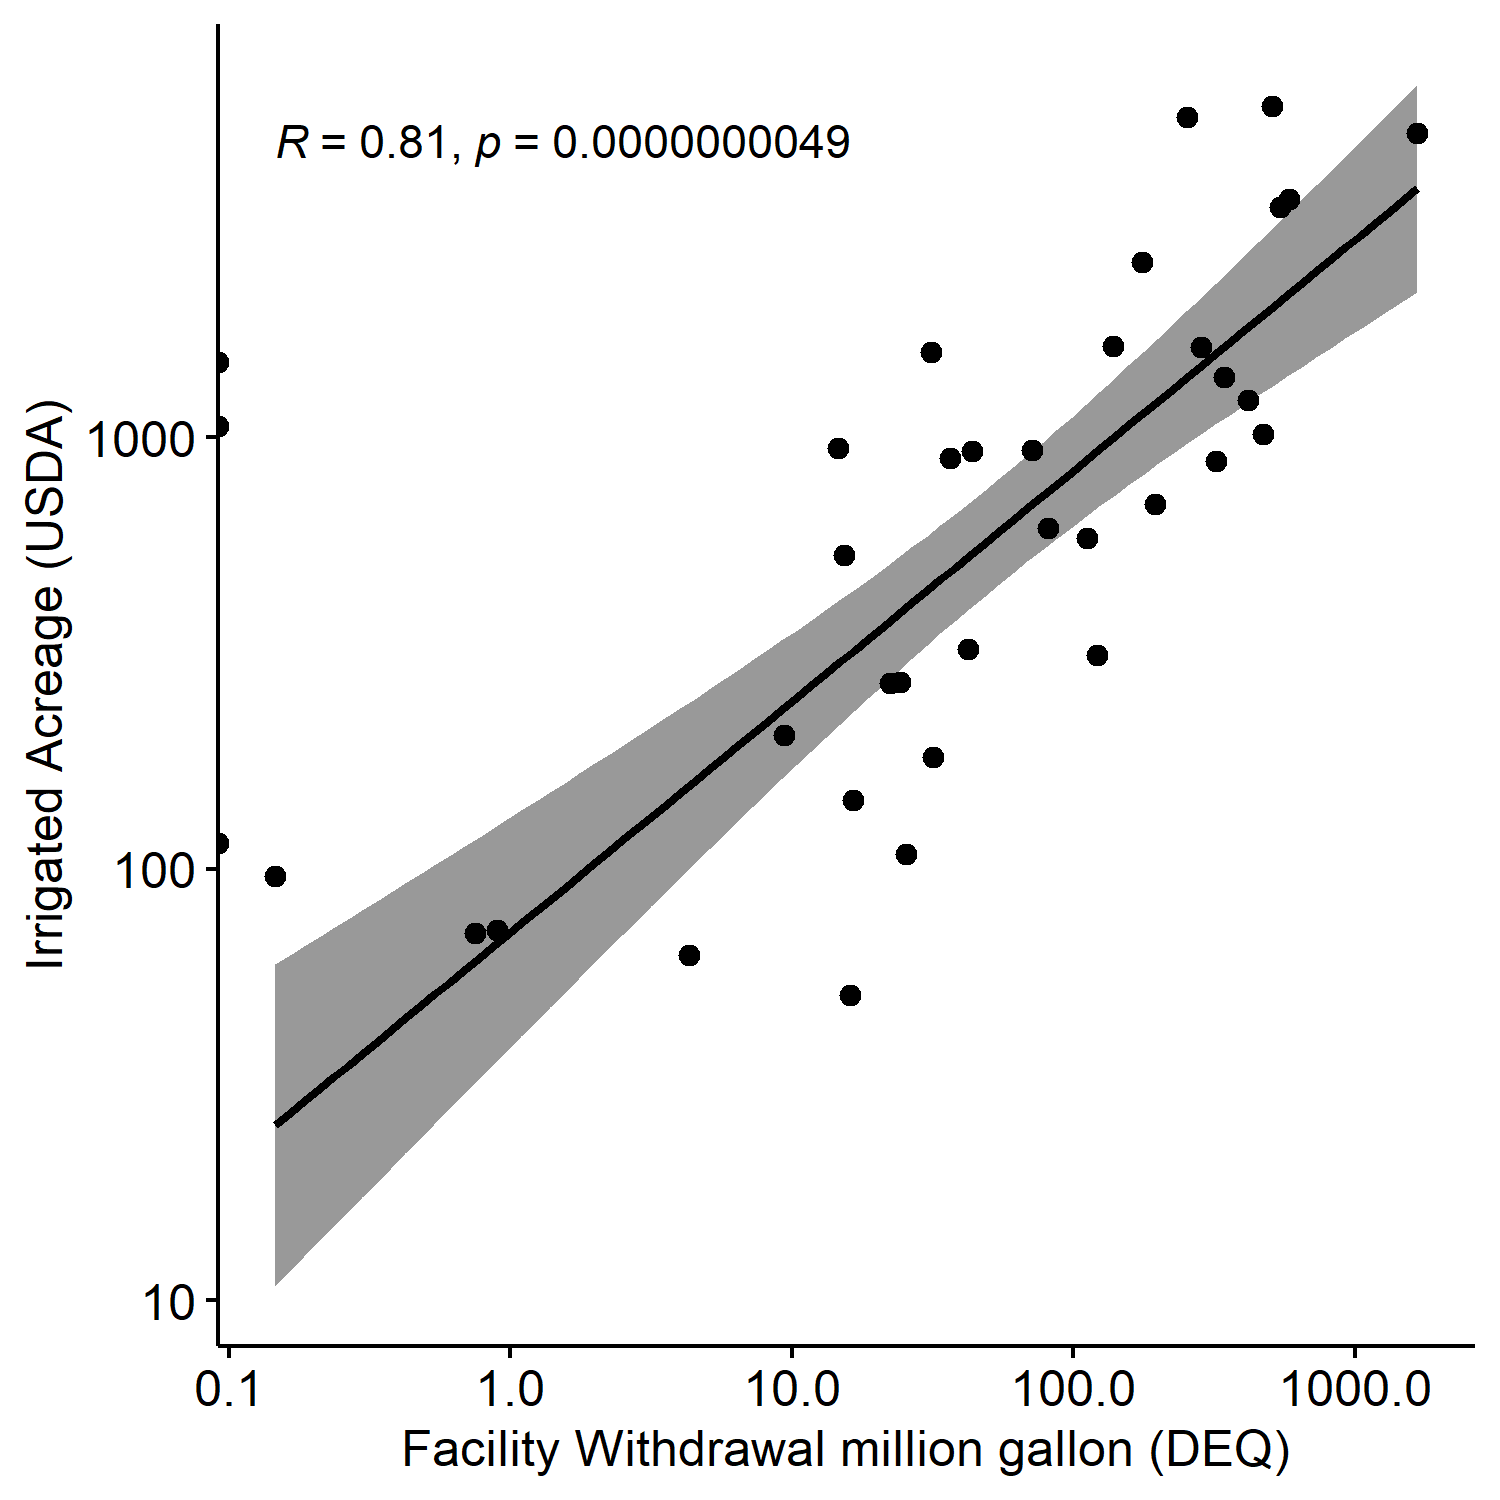 R = 0.81, p = 0.0000000049
Irrigated Acreage (USDA)
1000
100
10
0.1 1.0 10.0 100.0 1000.0
Facility Withdrawal million gallon (DEQ)